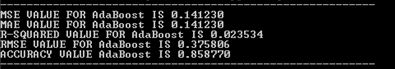 ------------------------------------------------
MSE VALUE FOR AdaBoost IS 0.141230
MAE VALUE FOR AdaBoost IS 0.141230
R-SQUARED VALUE FOR AdaBoost IS 0.023534
RMSE VALUE FOR AdaBoost IS 0.375806
ACCURACY VALUE AdaBoost IS 0.858770
------------------------------------------------